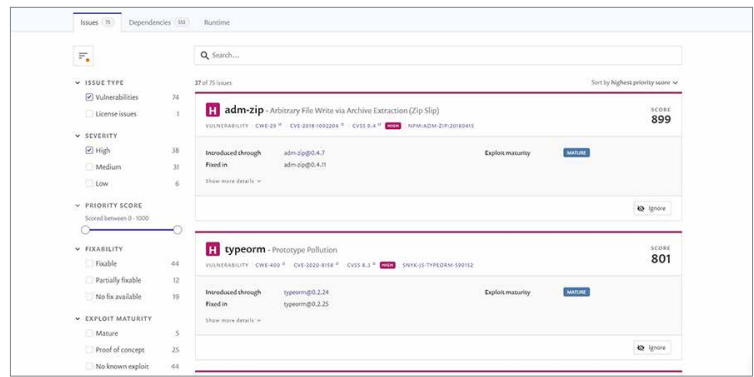 Issues 75 Dependencies 533 Runtime
Search...
37 of 75 issues Sort by highest priority score
ISSUE TYPE
Vulnerabilities 74
License issues 1
SEVERITY
High 38
Medium 31
Low 6
PRIORITY SCORE
Scored between 0 - 1000
FIXABILITY
Fixable 44
Partially fixable 12
No fix available 19
EXPLOIT MATURITY
Mature 5
Proof of concept 25
No known exploit 44
H adm-zip - Arbitrary File Write via Archive Extraction (Zip Slip)
SCORE
899
VULNERABILITY CWE-29 CVE-2018-1002204 CVSS 9.4 HIGH NPM:ADM-ZIP:20180415
Introduced through adm-zip@0.4.7 Exploit maturity MATURE
Fixed in adm-zip@0.4.11
Show more details
Ignore
H typeorm - Prototype Pollution
SCORE
801
VULNERABILITY CWE-400 CVE-2020-8158 CVSS 8.3 HIGH SNYK-JS-TYPEORM-590152
Introduced through typeorm@0.2.24 Exploit maturity MATURE
Fixed in typeorm@0.2.25
Show more details
Ignore